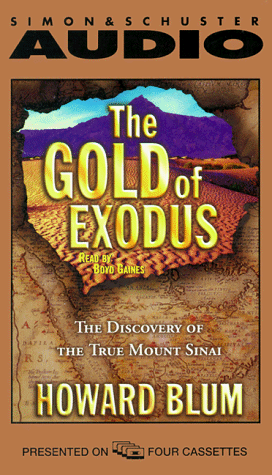 SIMON & SCHUSTER
AUDIO
The
GOLD of
EXODUS
READ BY
BOYD GAINES
THE DISCOVERY OF
THE TRUE MOUNT SINAI
HOWARD BLUM
PRESENTED ON FOUR CASSETTES